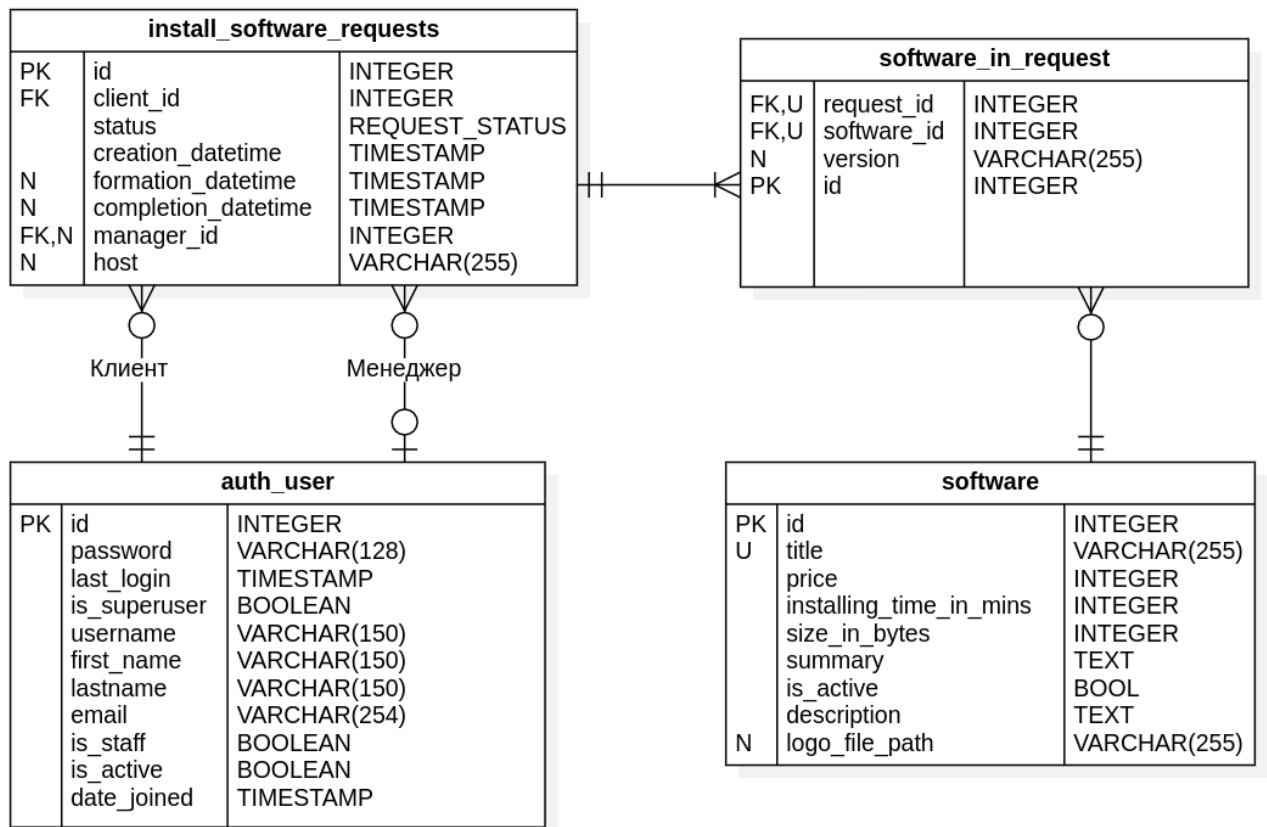 install_software_requests
PK id INTEGER
FK client_id INTEGER
status REQUEST_STATUS
creation_datetime TIMESTAMP
N formation_datetime TIMESTAMP
N completion_datetime TIMESTAMP
FK,N manager_id INTEGER
N host VARCHAR(255)
software_in_request
FK,U request_id INTEGER
FK,U software_id INTEGER
N version VARCHAR(255)
PK id INTEGER
Клиент
Менеджер
auth_user
PK id INTEGER
password VARCHAR(128)
last_login TIMESTAMP
is_superuser BOOLEAN
username VARCHAR(150)
first_name VARCHAR(150)
lastname VARCHAR(150)
email VARCHAR(254)
is_staff BOOLEAN
is_active BOOLEAN
date_joined TIMESTAMP
software
PK id INTEGER
U title VARCHAR(255)
price INTEGER
installing_time_in_mins INTEGER
size_in_bytes INTEGER
summary TEXT
is_active BOOL
description TEXT
N logo_file_path VARCHAR(255)